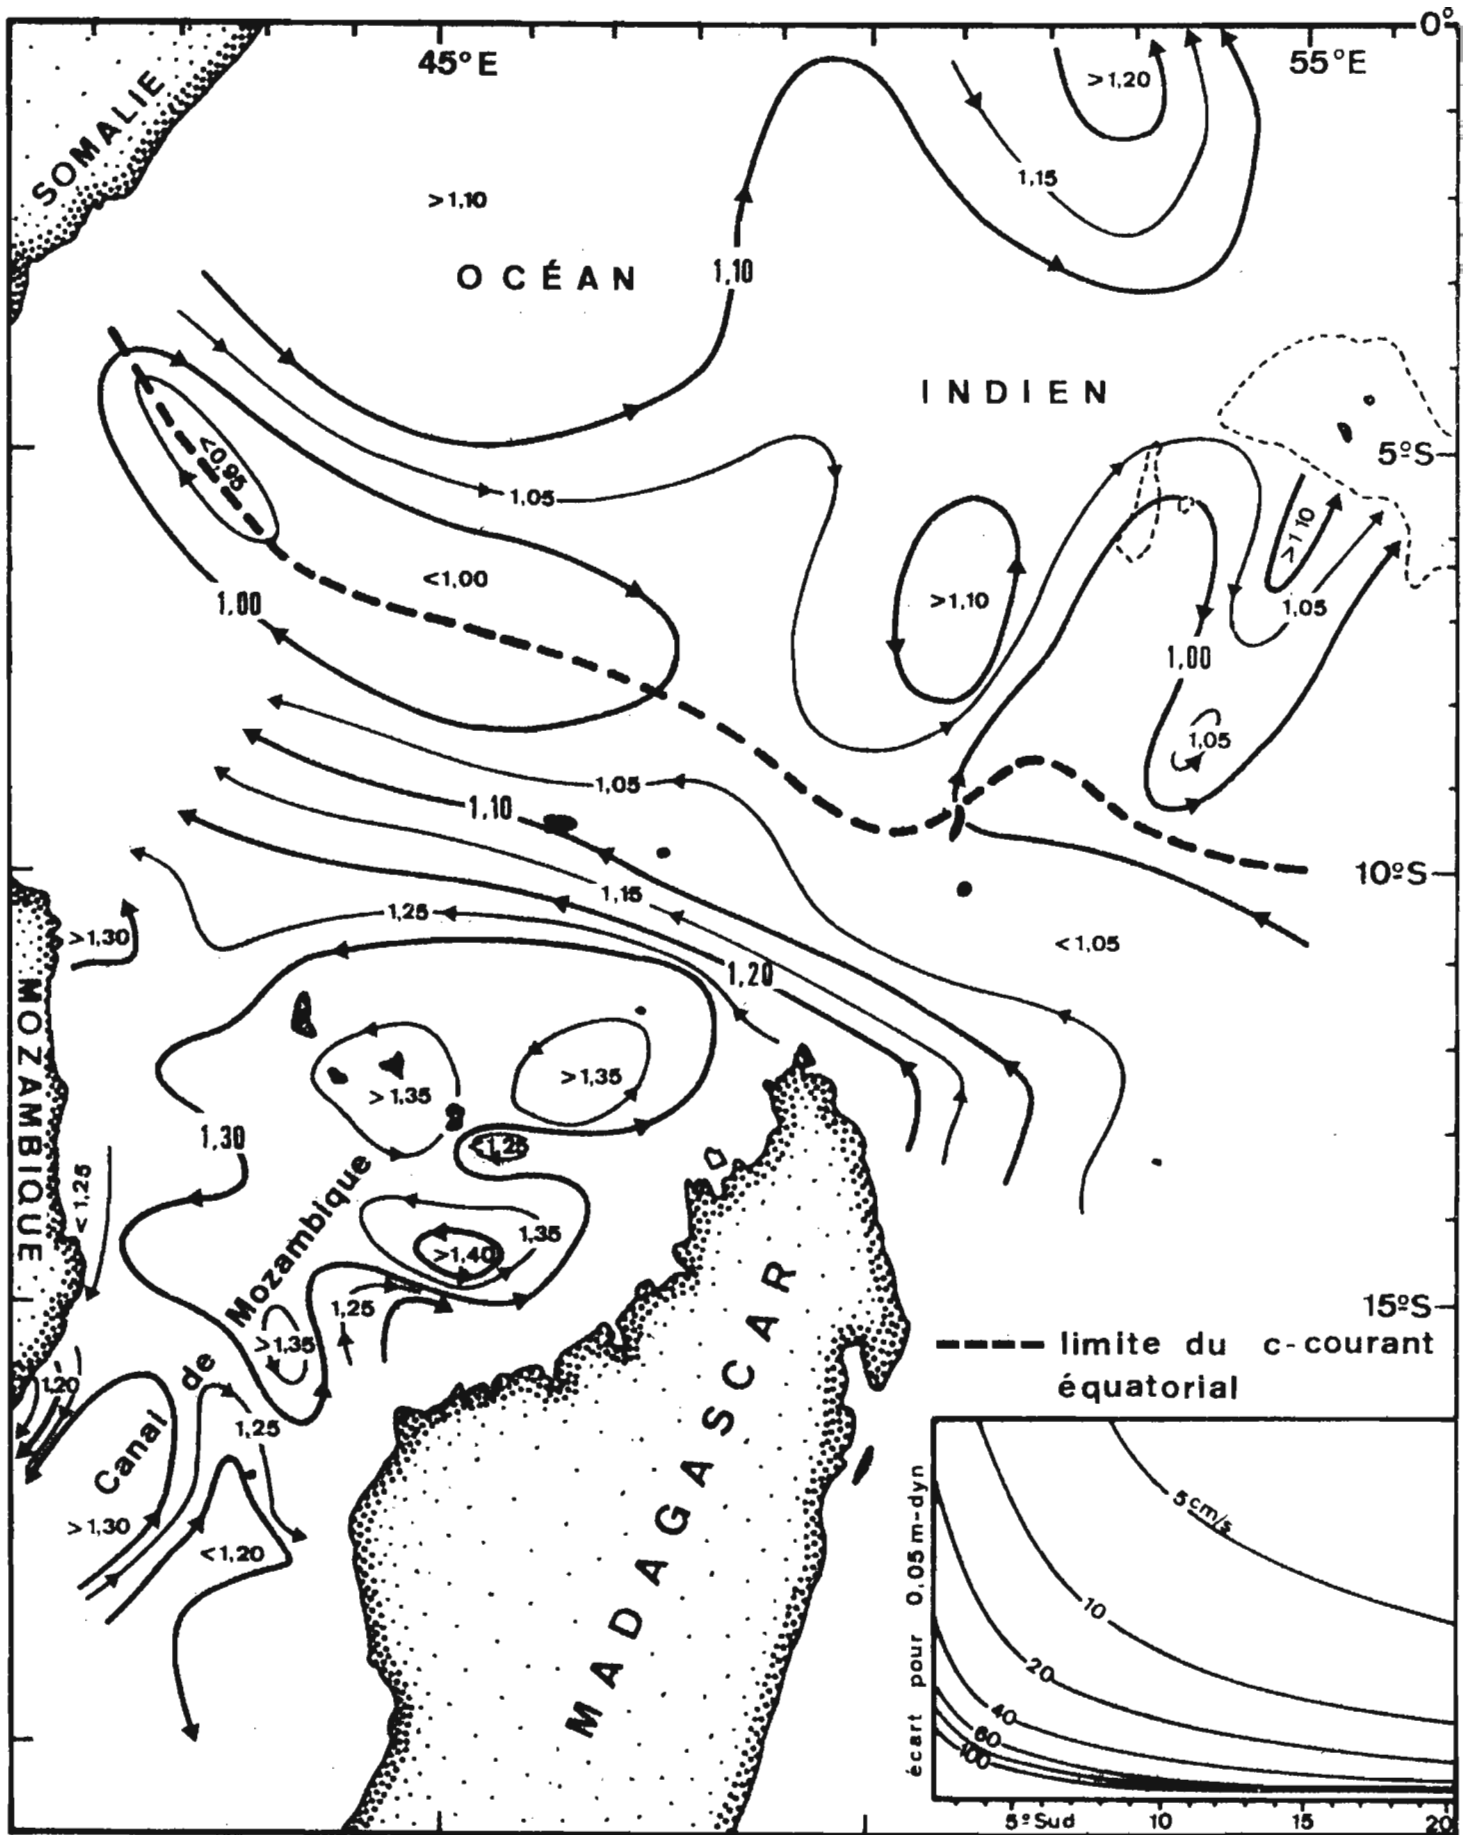 0°
45°E
55°E
SOMALIE
>1,20
1,15
>1,10
OCÉAN
1,10
INDIEN
5ºS
<0,95
1,05
<1,00
>1,10
>1,10
1,05
1,00
1,00
1,05
1,05
1,10
10ºS
1,15
1,25
>1,30
<1,05
1,20
MOZAMBIQUE
>1,35
>1,35
1,30
<1,25
<1,25
1,35
>1,40
1,25
>1,35
15ºS
limite du c-courant
équatorial
1,20
1,25
Canal de Mozambique
>1,30
<1,20
MADAGASCAR
écart pour 0,05 m-dyn
5cm/s
10
20
40
60
100
5º Sud
10
15
20